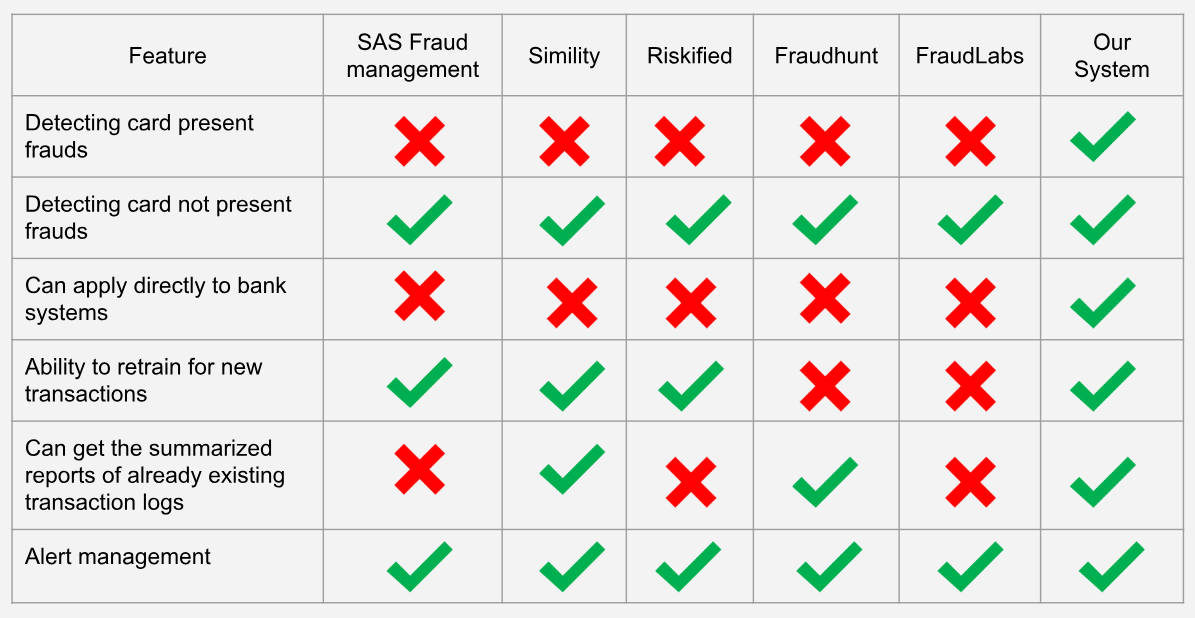 Feature
SAS Fraud
management
Simility
Riskified
Fraudhunt
FraudLabs
Our
System
Detecting card present
frauds
Detecting card not present
frauds
Can apply directly to bank
systems
Ability to retrain for new
transactions
Can get the summarized
reports of already existing
transaction logs
Alert management